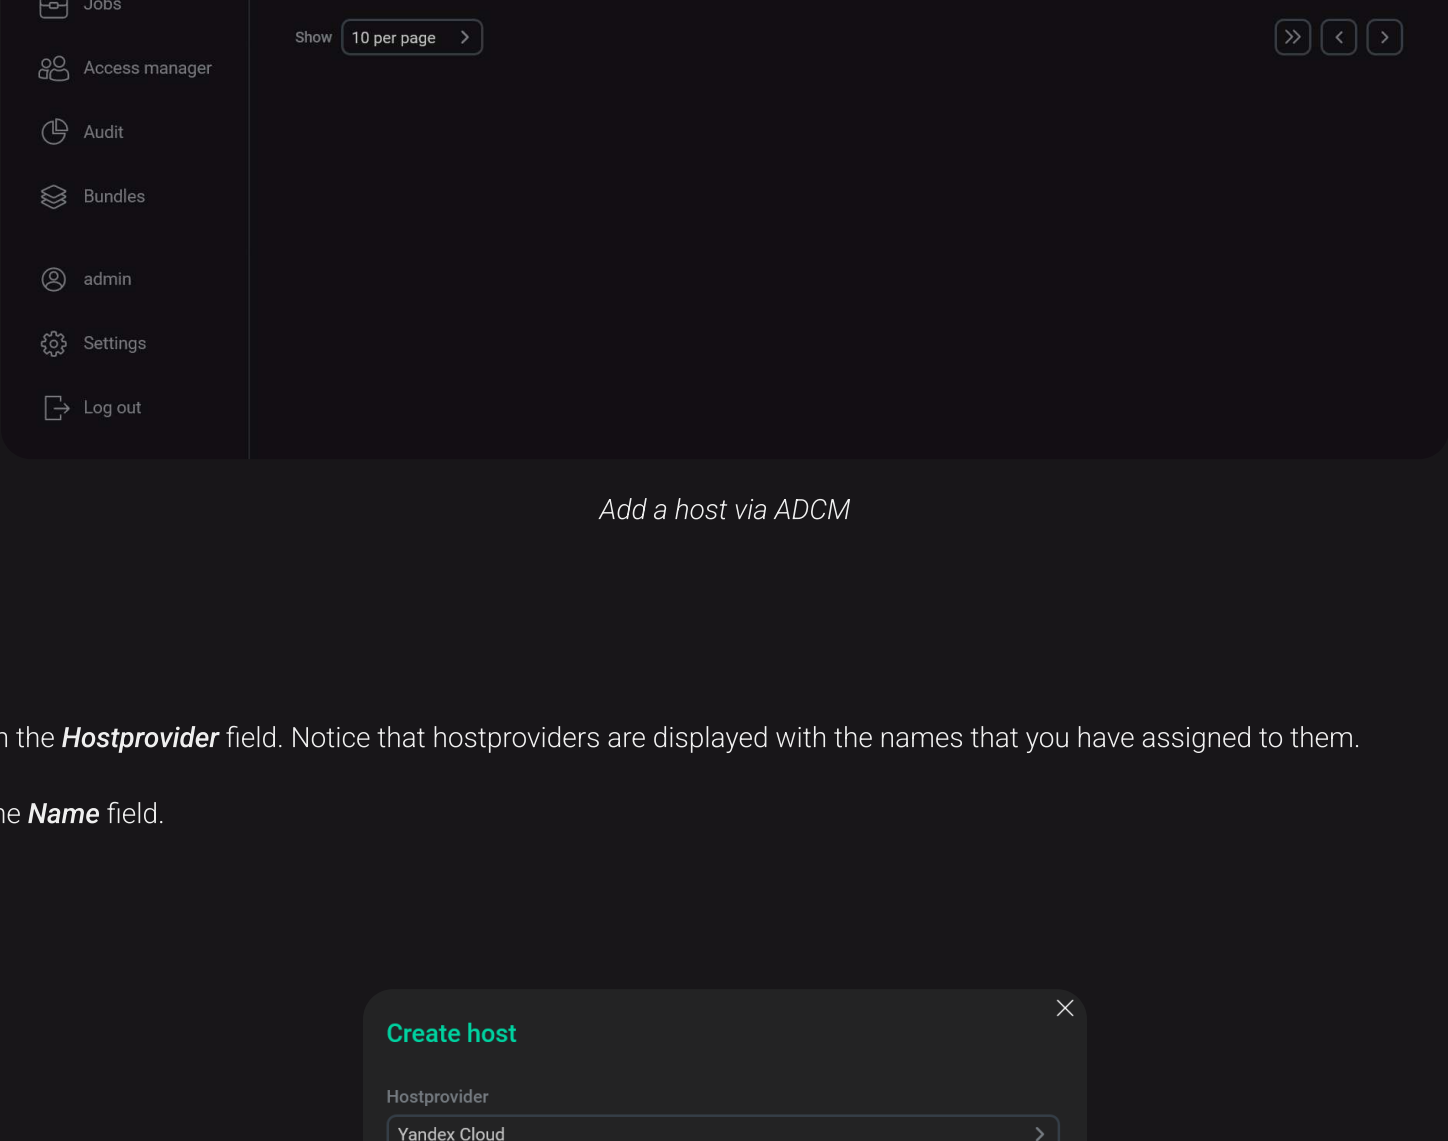 Jobs
Show 10 per page
Access manager
Audit
Bundles
admin
Settings
Log out
Add a host via ADCM
the Hostprovider field. Notice that hostproviders are displayed with the names that you have assigned to them.
Name field.
Create host
Hostprovider
Yandex Cloud